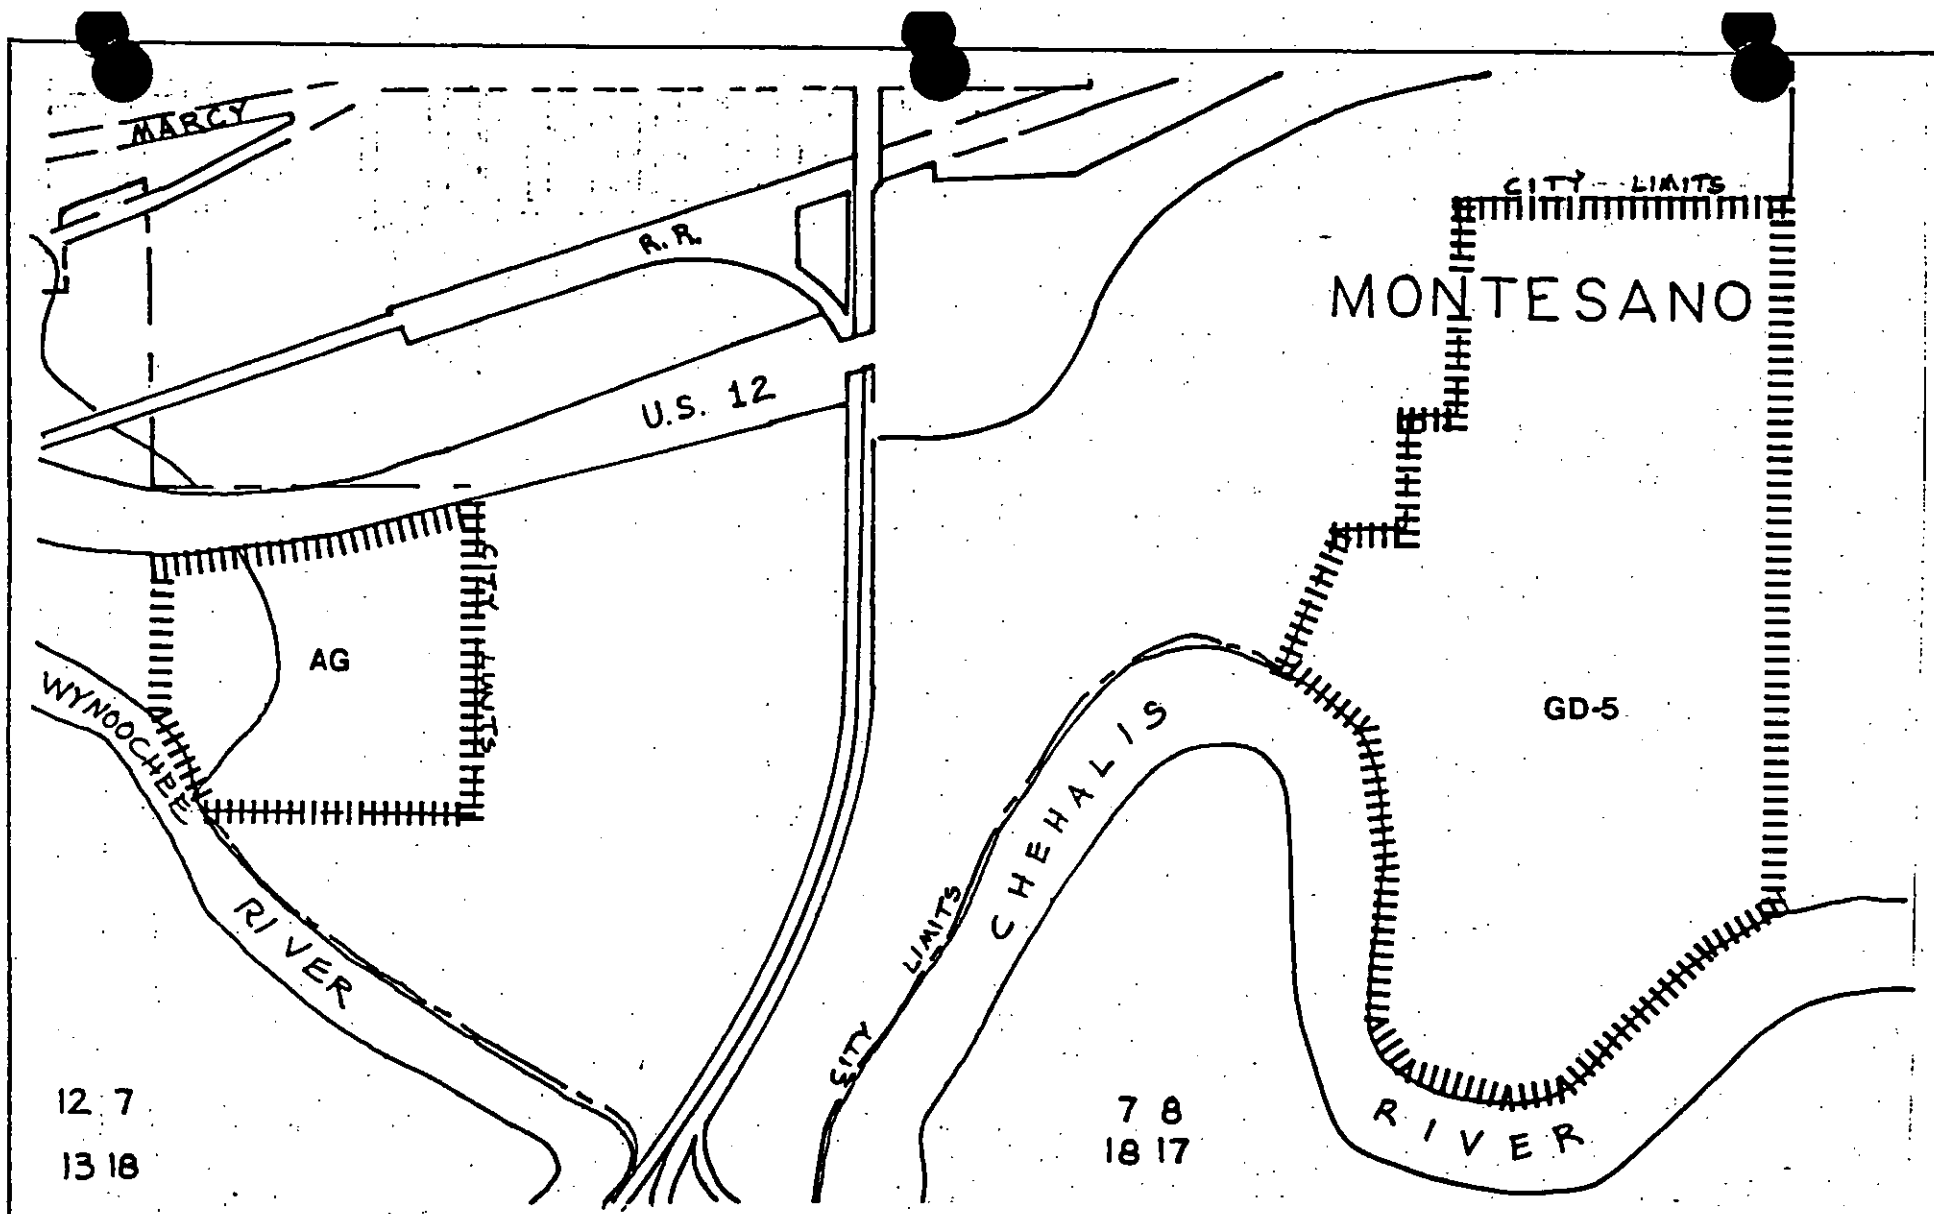 MARCY
CITY LIMITS
R.R.
MONTESANO
U.S. 12
CITY LIMITS
AG
WYNOOCHEE
RIVER
GD-5
CHEHALIS
RIVER
CITY LIMITS
12 7
13 18
7 8
18 17